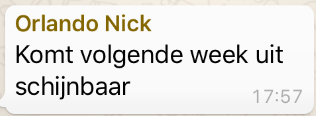 Orlando Nick
Komt volgende week uit
schijnbaar
17:57